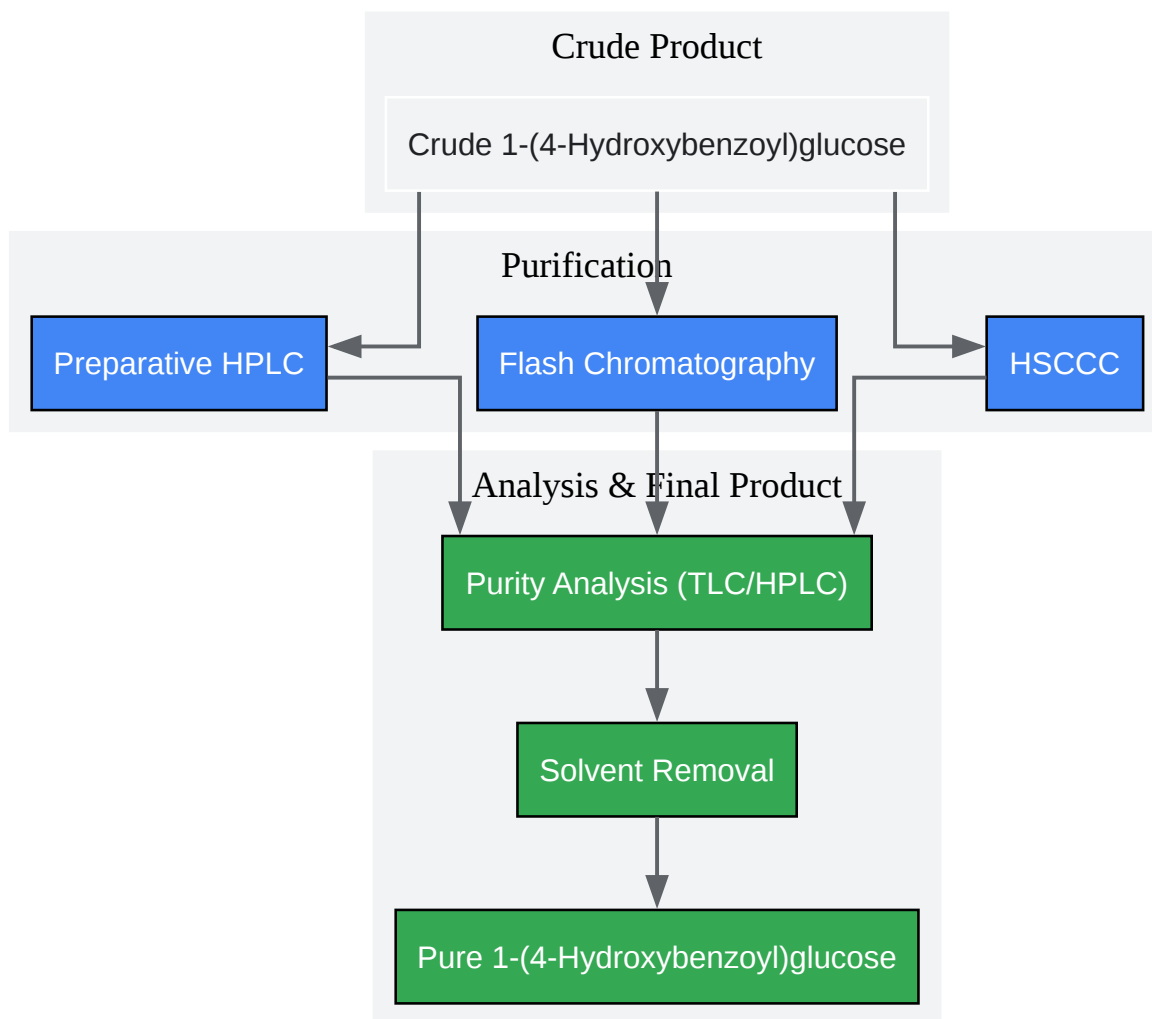 Crude Product
Crude 1-(4-Hydroxybenzoyl)glucose
Purification
Preparative HPLC
Flash Chromatography
HSCCC
Analysis & Final Product
Purity Analysis (TLC/HPLC)
Solvent Removal
Pure 1-(4-Hydroxybenzoyl)glucose